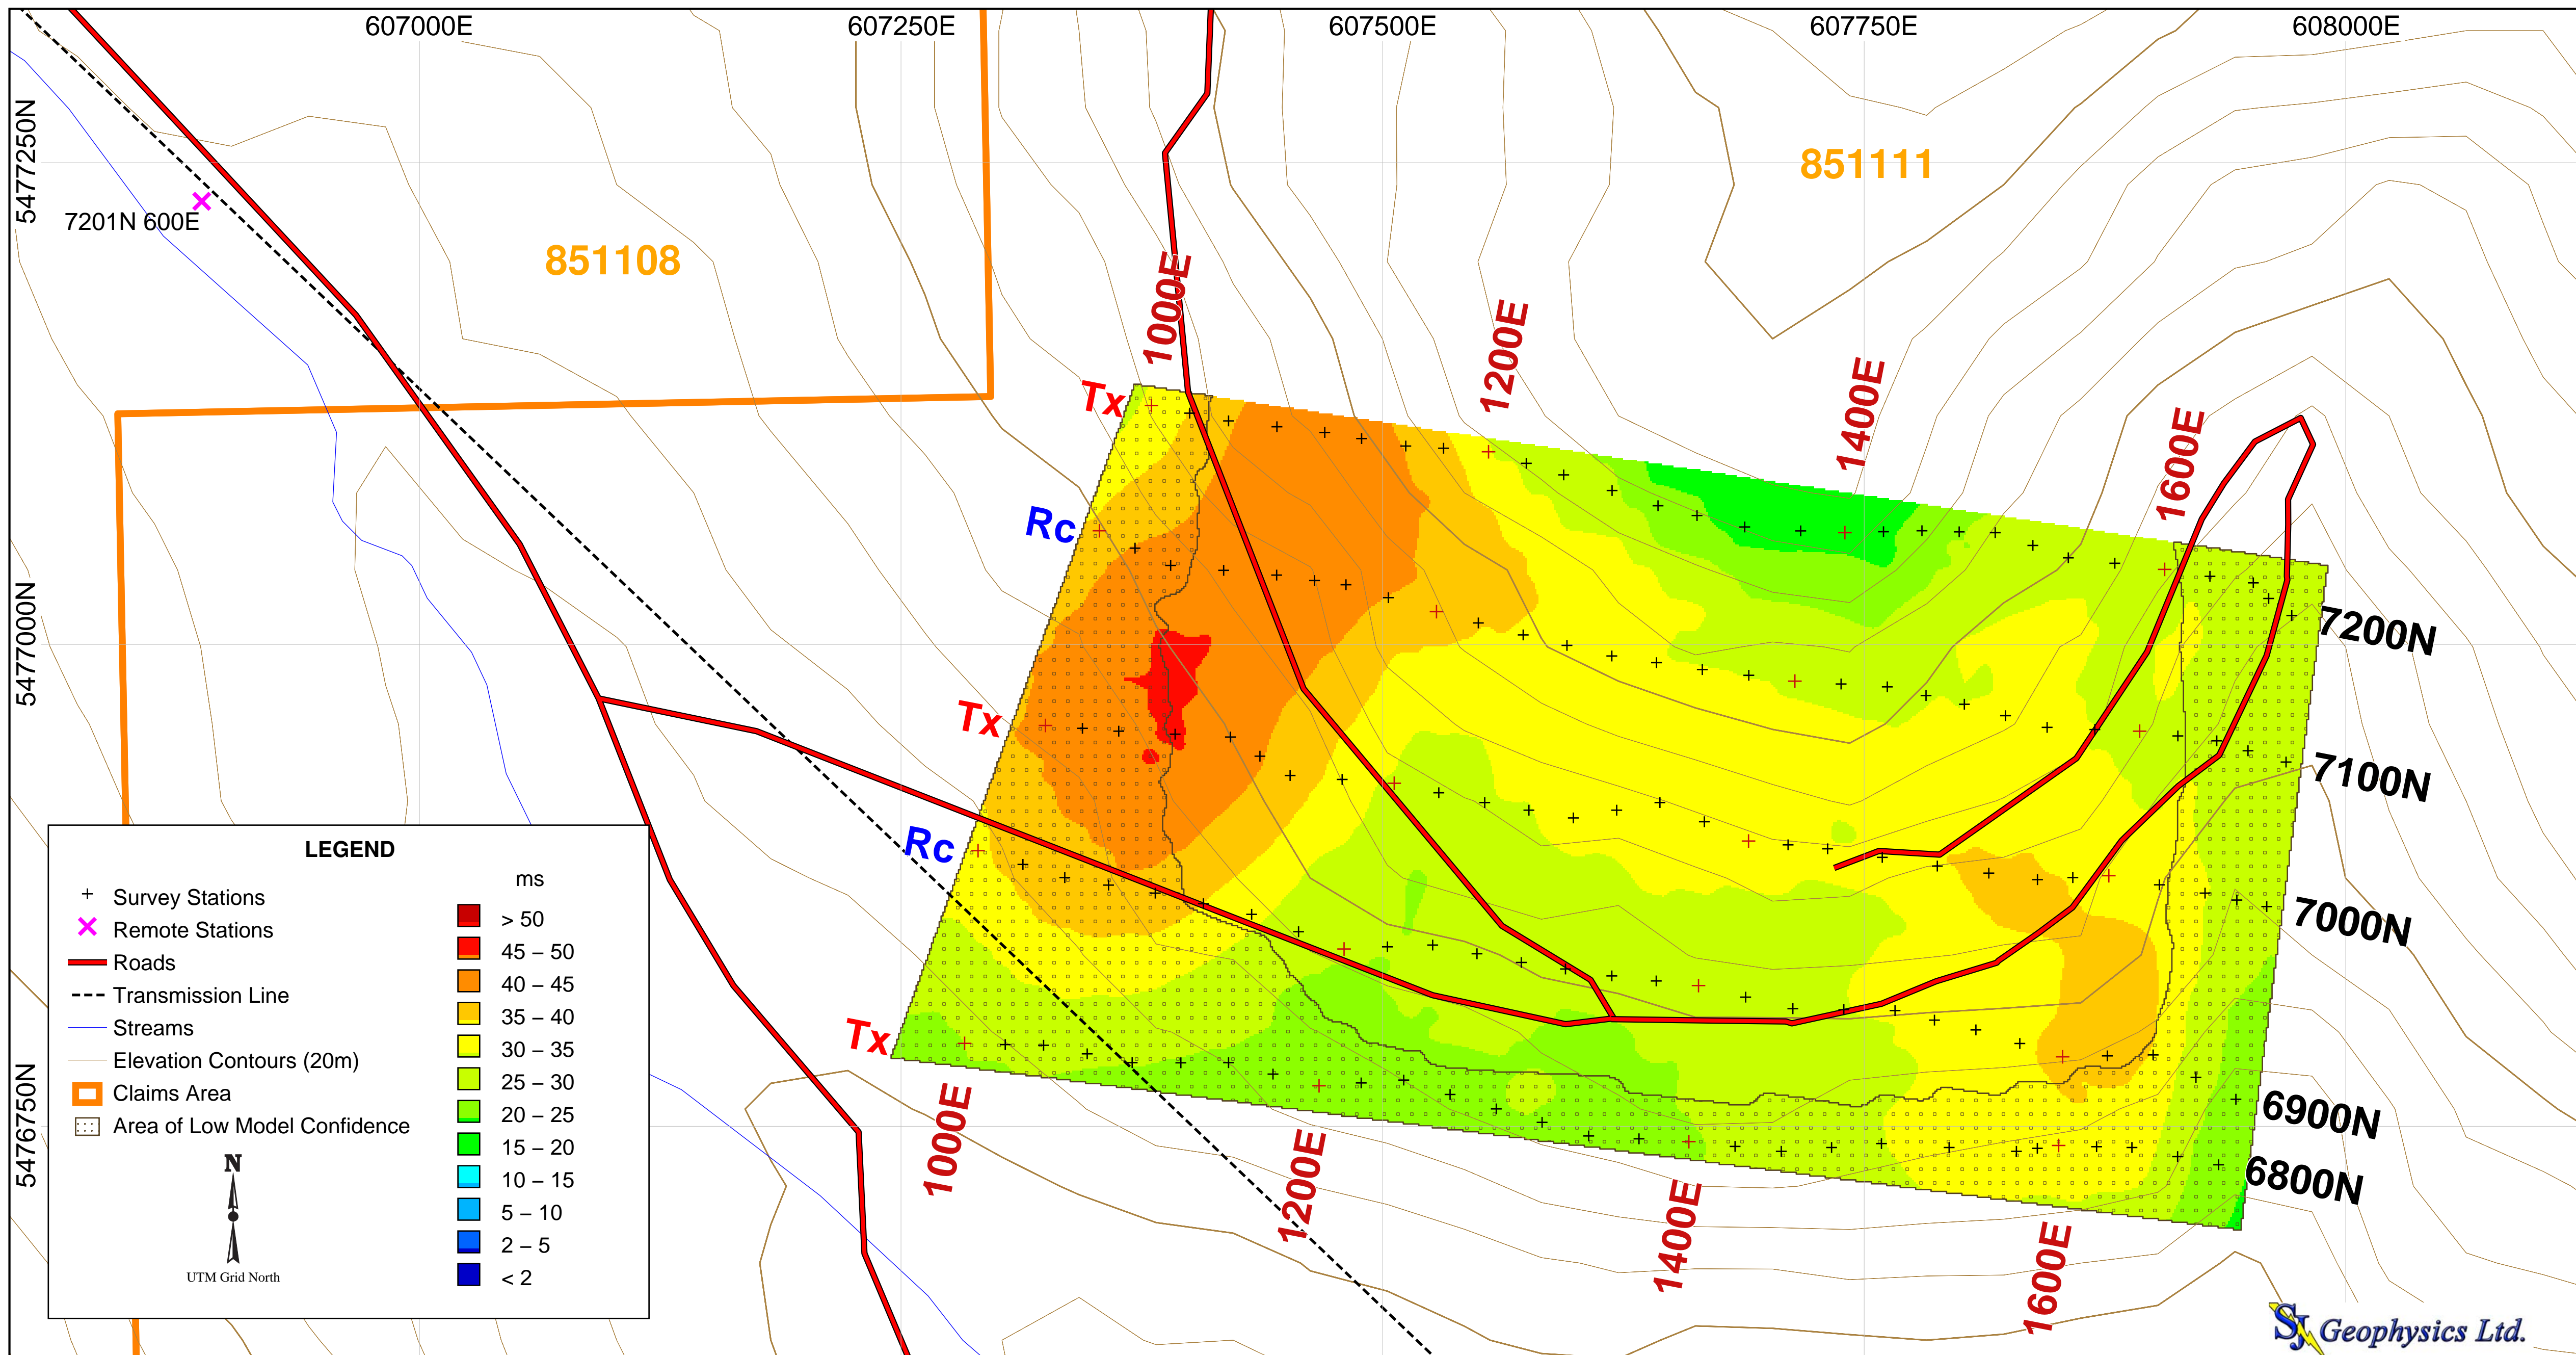 607000E
607250E
607500E
607750E
608000E
5477250N
5477000N
5476750N
851111
7201N 600E
851108
1000E
1200E
1400E
1600E
Tx
Rc
Tx
Rc
Tx
7200N
7100N
7000N
6900N
6800N
1000E
1200E
1400E
1600E
LEGEND
Survey Stations
Remote Stations
Roads
Transmission Line
Streams
Elevation Contours (20m)
Claims Area
Area of Low Model Confidence
N
UTM Grid North
ms
> 50
45 – 50
40 – 45
35 – 40
30 – 35
25 – 30
20 – 25
15 – 20
10 – 15
5 – 10
2 – 5
< 2
SJ Geophysics Ltd.